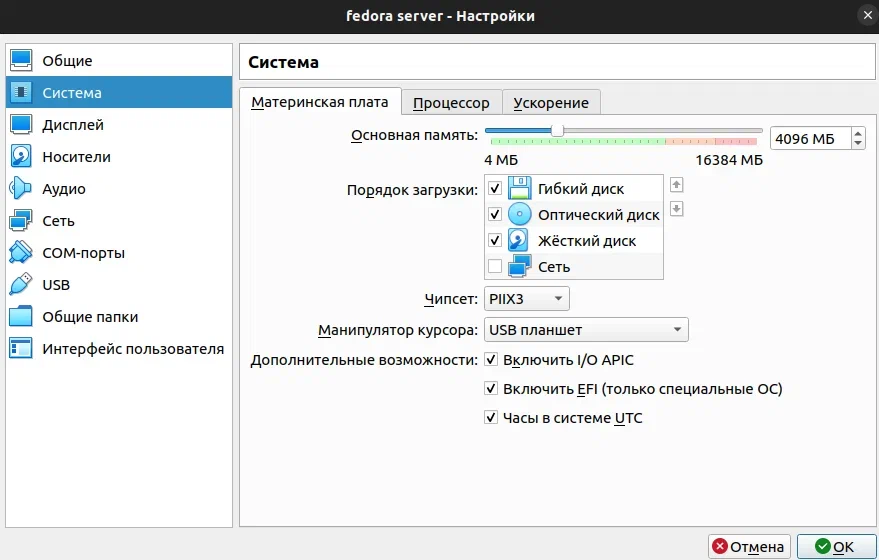 fedora server - Настройки
Общие
Система
Дисплей
Носители
Аудио
Сеть
COM-порты
USB
Общие папки
Интерфейс пользователя
Система
Материнская плата
Процессор
Ускорение
Основная память:
4096 МБ
4 МБ
16384 МБ
Порядок загрузки:
Гибкий диск
Оптический диск
Жёсткий диск
Сеть
Чипсет:
PIIX3
Манипулятор курсора:
USB планшет
Дополнительные возможности:
Включить I/O APIC
Включить EFI (только специальные ОС)
Часы в системе UTC
Отмена
OK